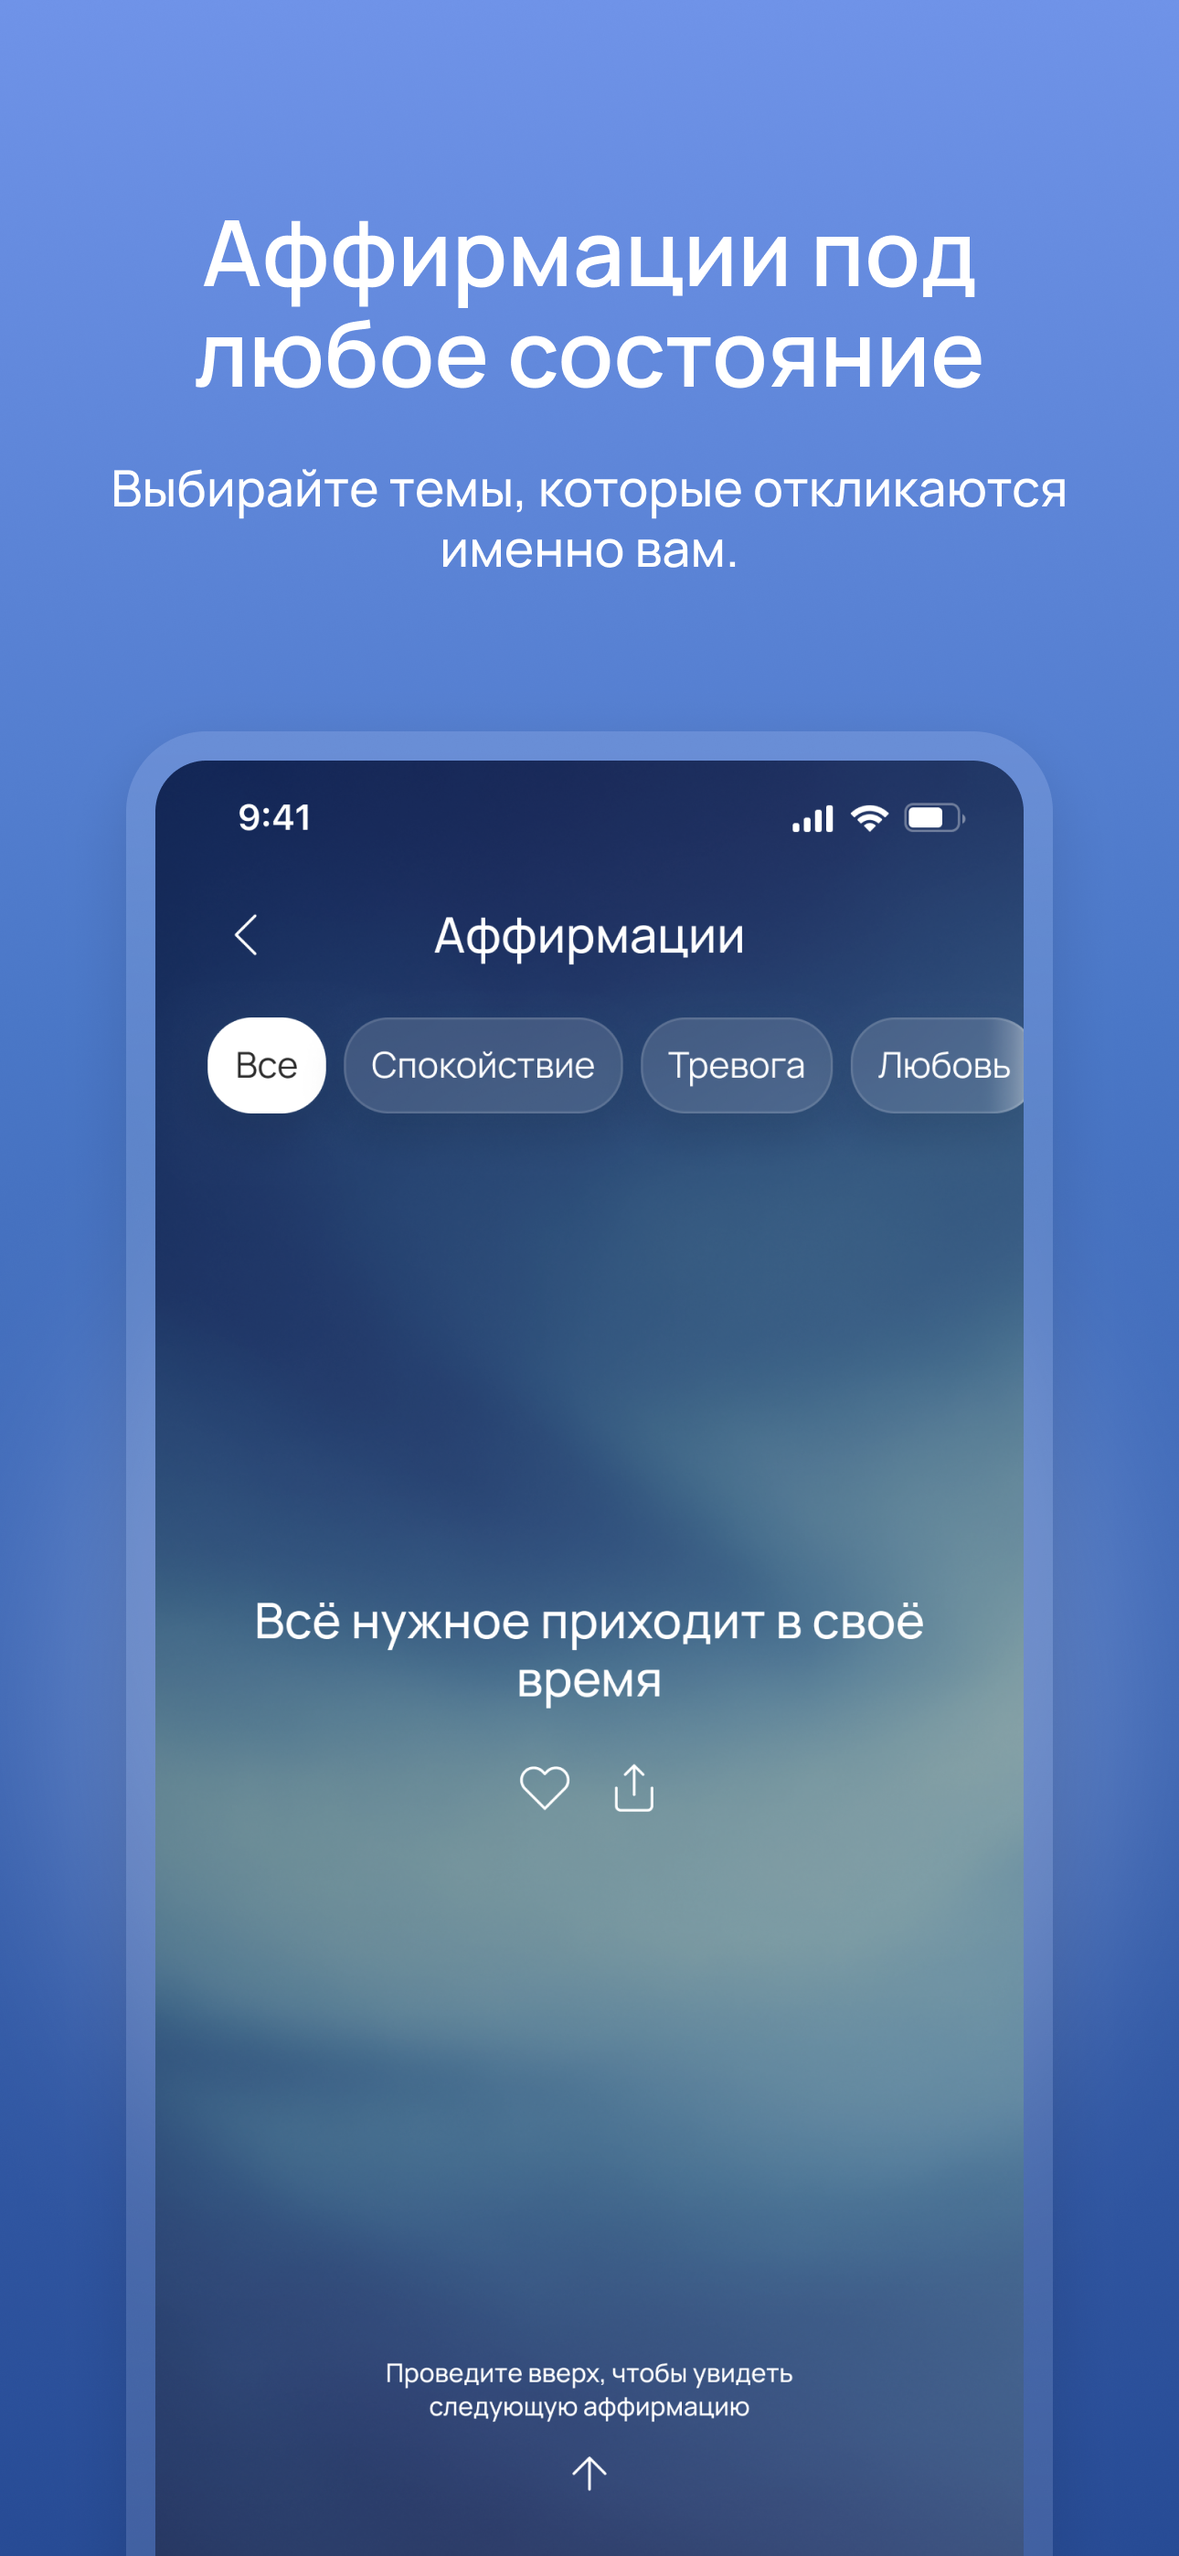 Аффирмации под
любое состояние
Выбирайте темы, которые откликаются
именно вам.
9:41
Аффирмации
Все Спокойствие Тревога Любовь
Всё нужное приходит в своё
время
Проведите вверх, чтобы увидеть
следующую аффирмацию